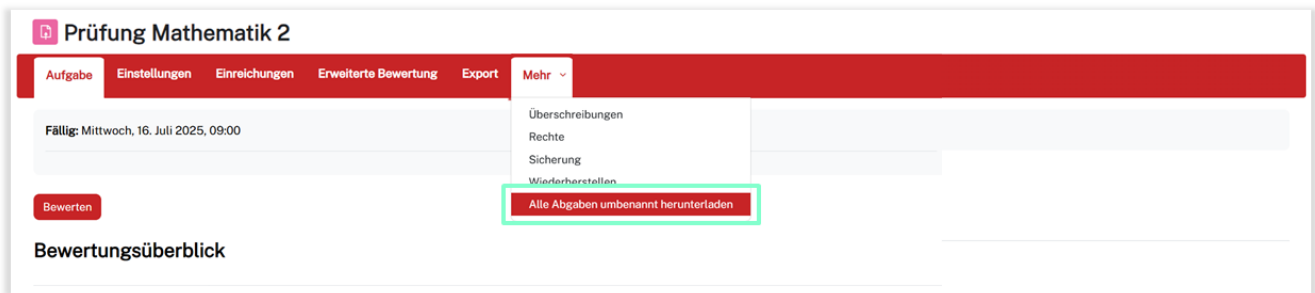 Prüfung Mathematik 2
Aufgabe Einstellungen Einreichungen Erweiterte Bewertung Export Mehr
Überschreibungen
Fällig: Mittwoch, 16. Juli 2025, 09:00
Rechte
Sicherung
Wiederherstellen
Bewerten
Alle Abgaben umbenannt herunterladen
Bewertungsüberblick